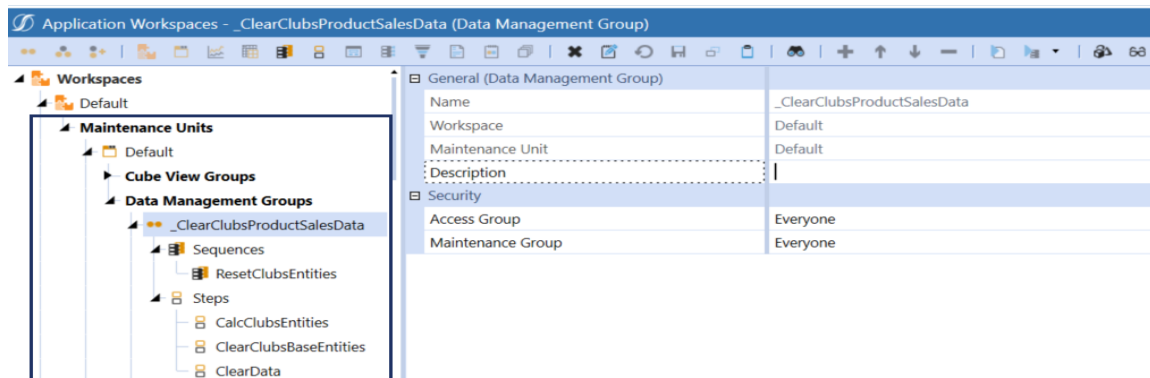 Application Workspaces - _ClearClubsProductSalesData (Data Management Group)
Workspaces
Default
Maintenance Units
Default
Cube View Groups
Data Management Groups
_ClearClubsProductSalesData
Sequences
ResetClubsEntities
Steps
CalcClubsEntities
ClearClubsBaseEntities
ClearData
General (Data Management Group)
Name _ClearClubsProductSalesData
Workspace Default
Maintenance Unit Default
Description
Security
Access Group Everyone
Maintenance Group Everyone